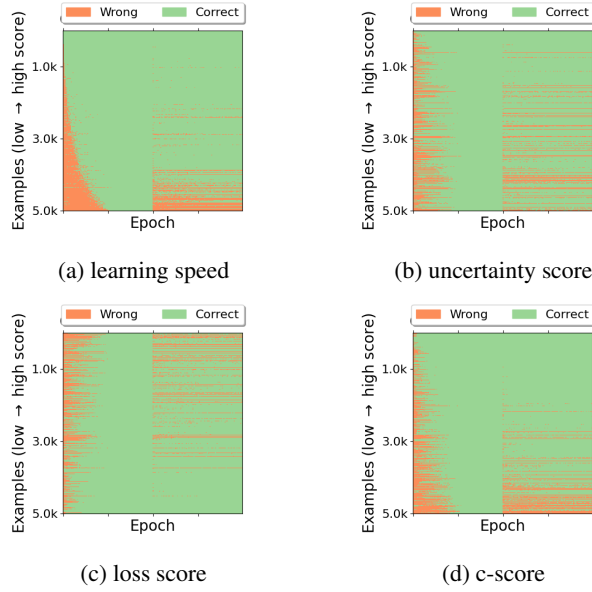 Wrong Correct
Examples (low → high score)
1.0k
3.0k
5.0k
Epoch
(a) learning speed
Wrong Correct
Examples (low → high score)
1.0k
3.0k
5.0k
Epoch
(b) uncertainty score
Wrong Correct
Examples (low → high score)
1.0k
3.0k
5.0k
Epoch
(c) loss score
Wrong Correct
Examples (low → high score)
1.0k
3.0k
5.0k
Epoch
(d) c-score